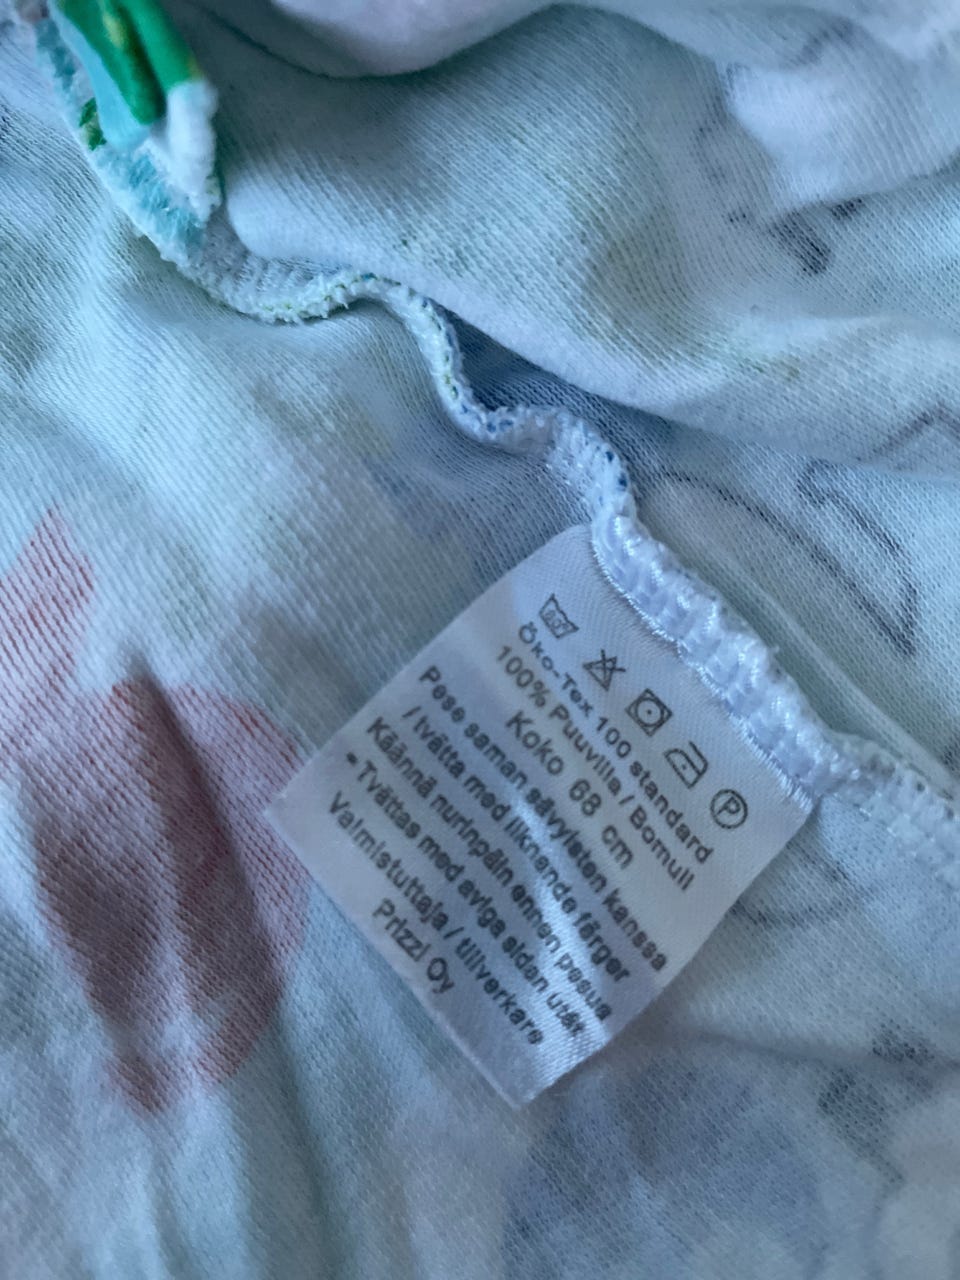 Öko-Tex 100 standard
100% Puuvilla / Bomull
Koko 68 cm
Pese saman sävyisten kanssa
/ tvätta med liknande färger
Käännä nurinpäin ennen pesua
- Tvättas med aviga sidan utåt
Valmistuttaja / tillverkare
Prizzi Oy